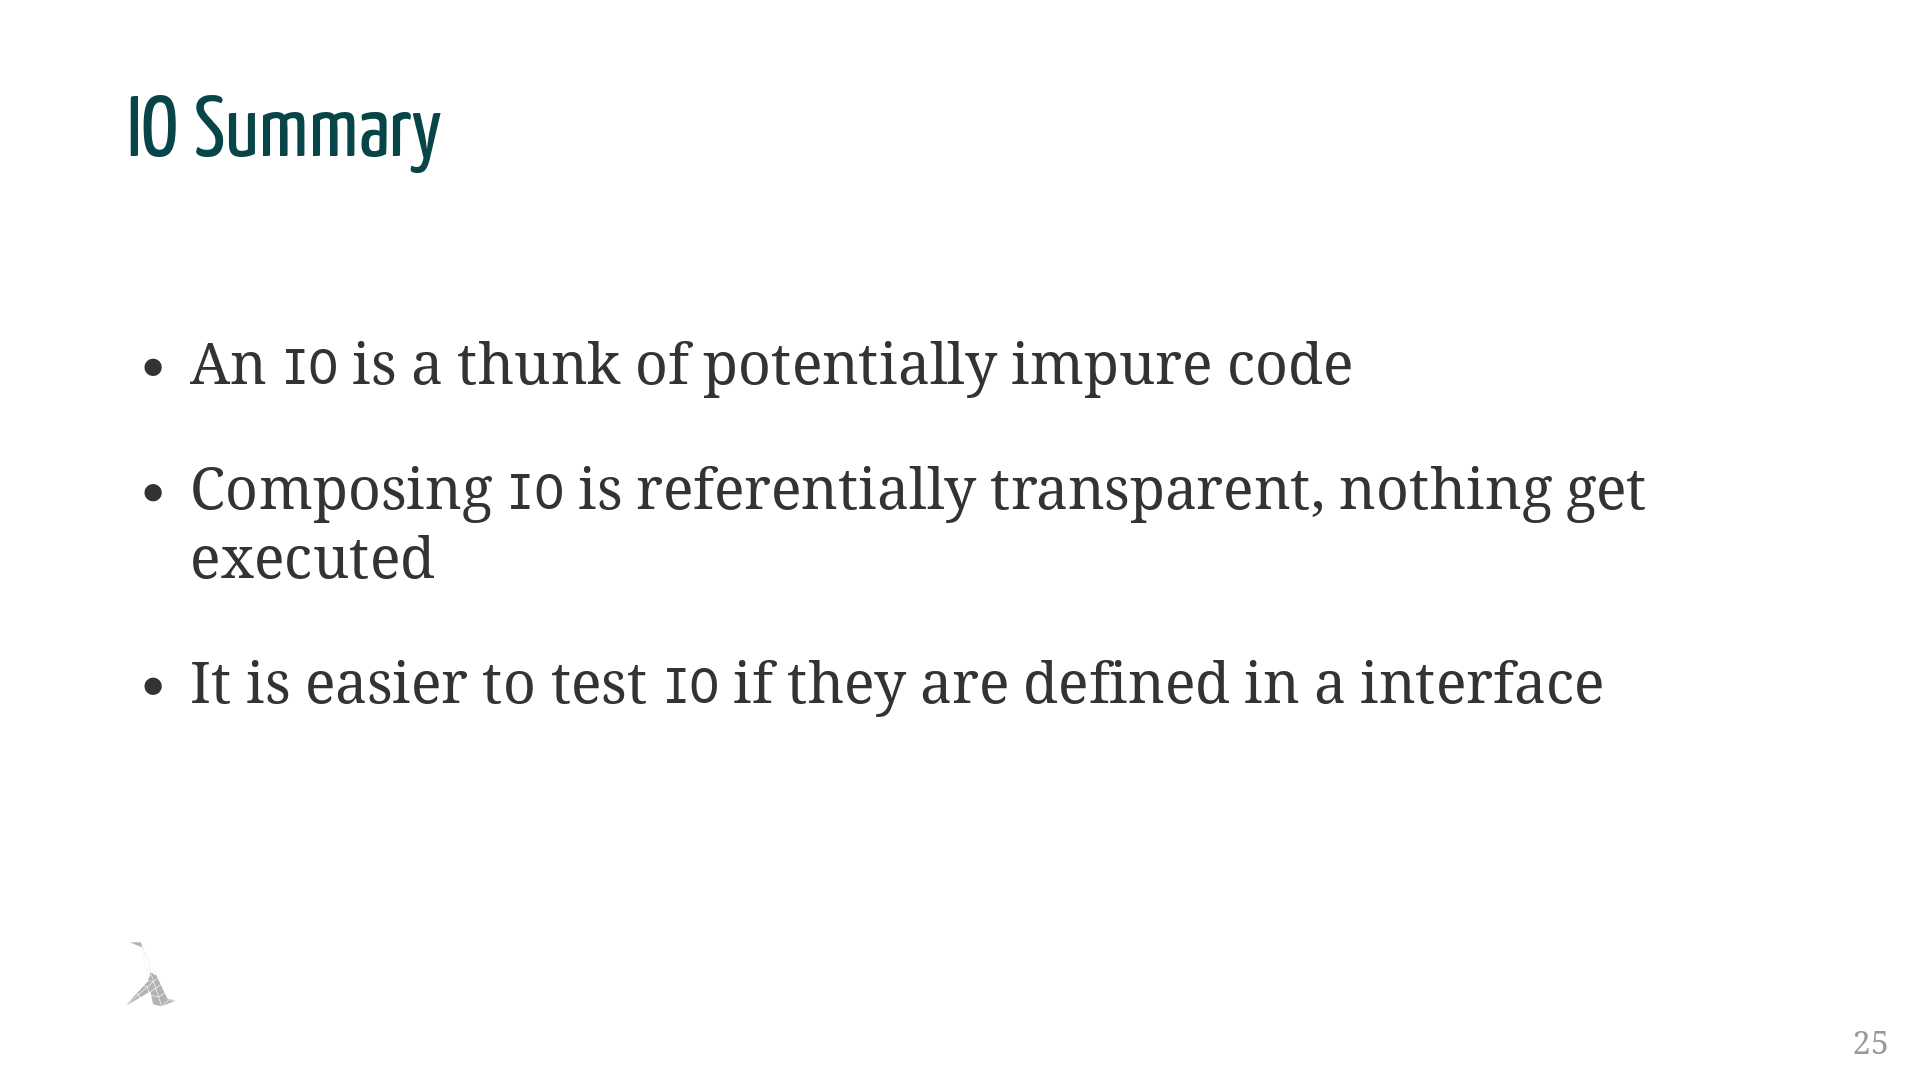 IO Summary
• An IO is a thunk of potentially impure code
• Composing IO is referentially transparent, nothing get
executed
• It is easier to test IO if they are defined in a interface
25